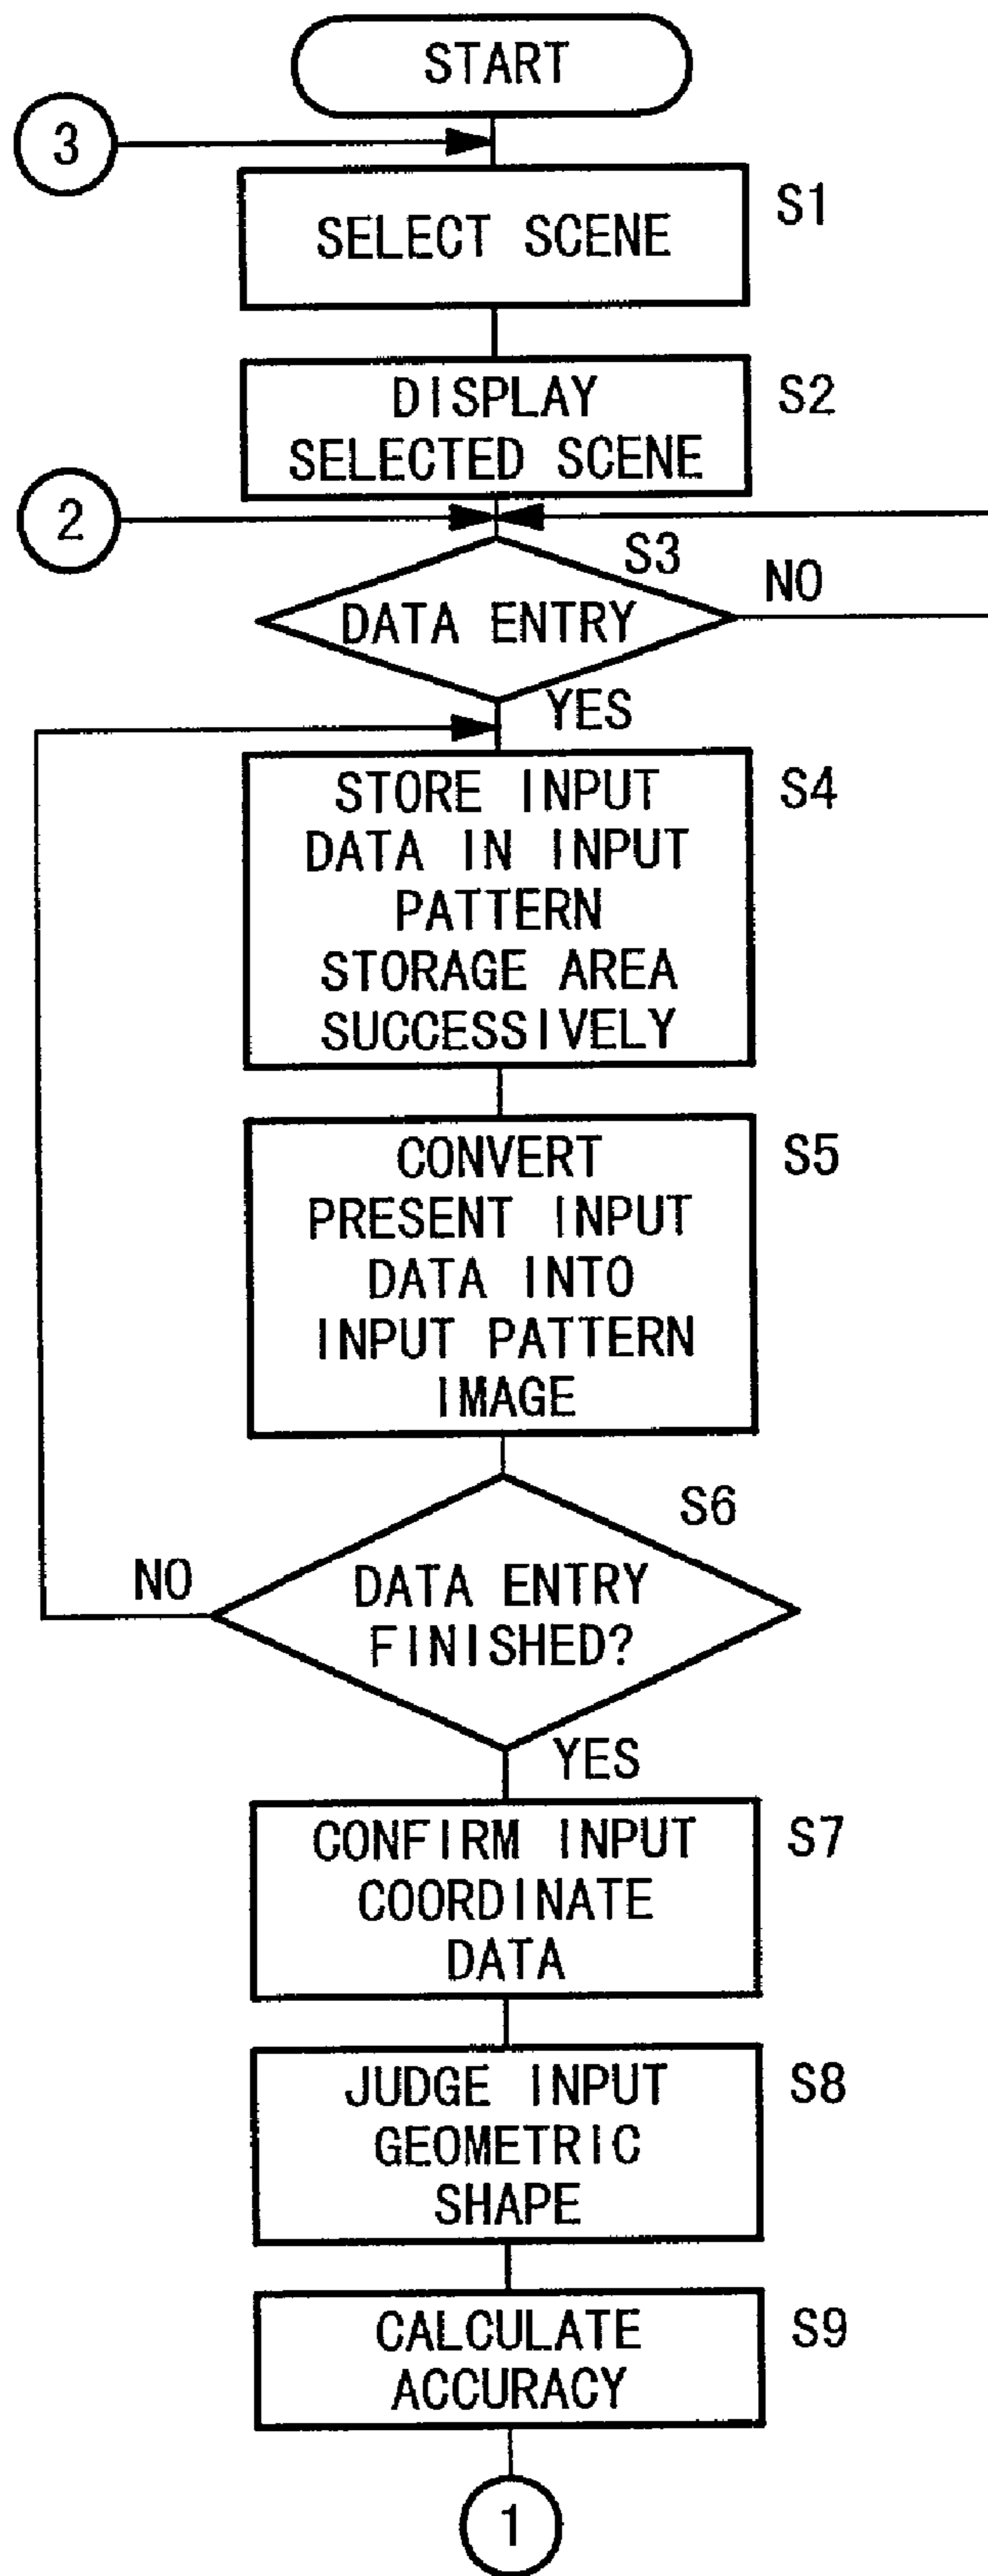 START
3
SELECT SCENE
S1
DISPLAY
SELECTED SCENE
S2
2
S3
DATA ENTRY
NO
YES
STORE INPUT
DATA IN INPUT
PATTERN
STORAGE AREA
SUCCESSIVELY
S4
CONVERT
PRESENT INPUT
DATA INTO
INPUT PATTERN
IMAGE
S5
S6
NO
DATA ENTRY
FINISHED?
YES
CONFIRM INPUT
COORDINATE
DATA
S7
JUDGE INPUT
GEOMETRIC
SHAPE
S8
CALCULATE
ACCURACY
S9
1